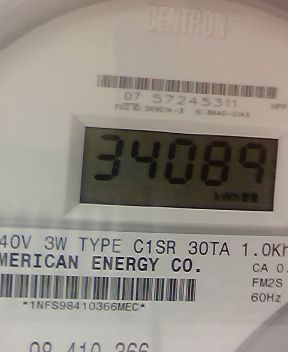 CENTRON®
07 57245311
34089
kWh
40V 3W TYPE C1SR 30TA 1.0Kh
MERICAN ENERGY CO.
CA 0.
FM2S
60Hz
*1NFS98410366MEC*
98 410 366